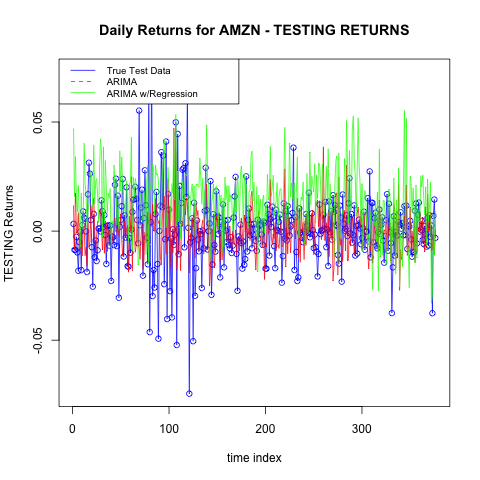 Daily Returns for AMZN - TESTING RETURNS
True Test Data
ARIMA
ARIMA w/Regression
TESTING Returns
0.05
0.00
-0.05
0
100
200
300
time index